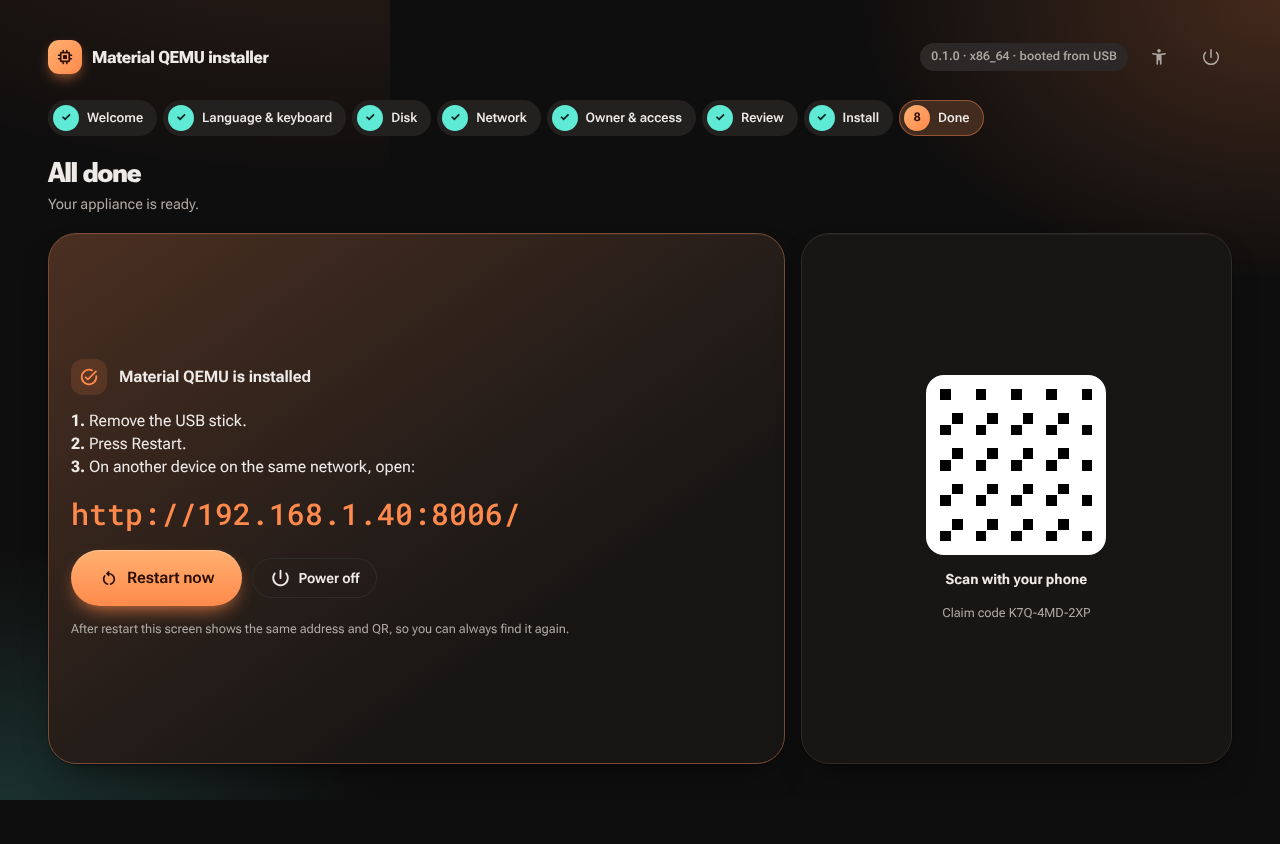 Material QEMU installer
0.1.0 · x86_64 · booted from USB
Welcome
Language & keyboard
Disk
Network
Owner & access
Review
Install
8 Done
All done
Your appliance is ready.
Material QEMU is installed
1. Remove the USB stick.
2. Press Restart.
3. On another device on the same network, open:
http://192.168.1.40:8006/
Restart now
Power off
After restart this screen shows the same address and QR, so you can always find it again.
Scan with your phone
Claim code K7Q-4MD-2XP